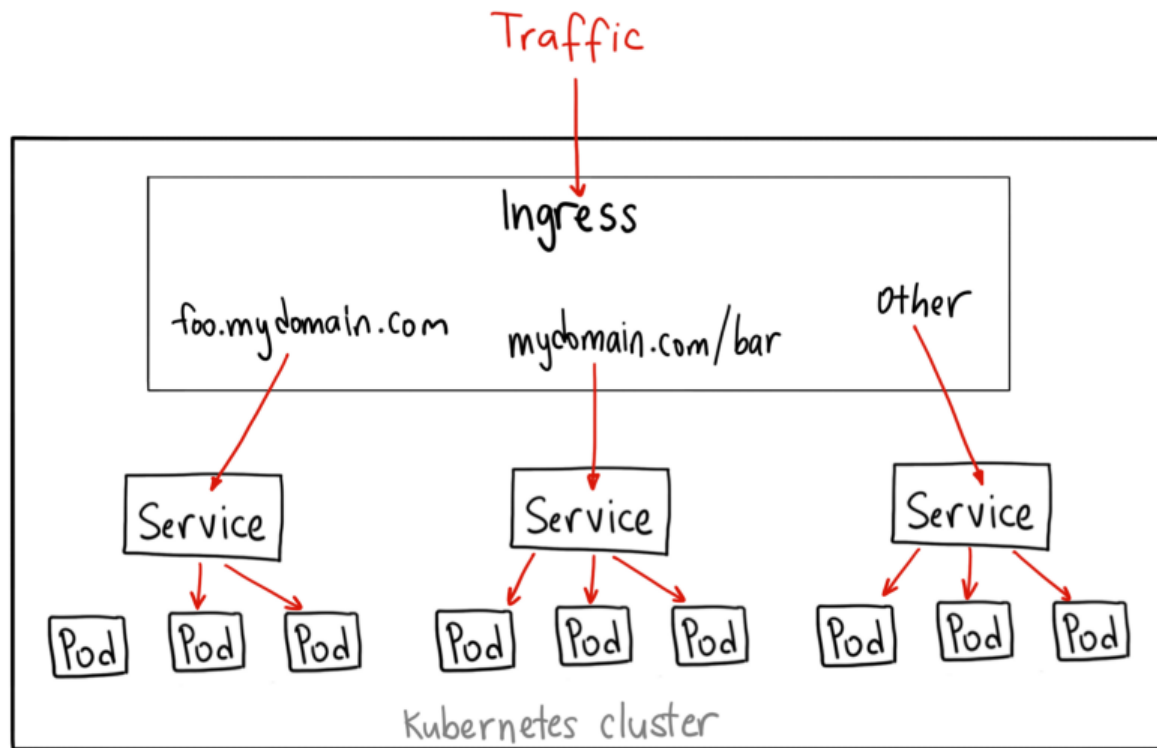 Traffic
Ingress
foo.mydomain.com
mydomain.com/bar
Other
Service
Service
Service
Pod
Pod
Pod
Pod
Pod
Pod
Pod
Pod
Pod
Kubernetes cluster